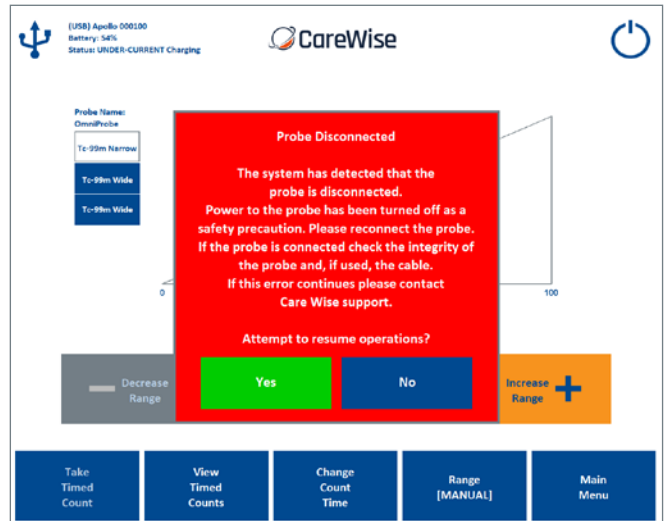 (USB) Apollo 000100
Battery: 54%
Status: UNDER-CURRENT Charging
CareWise
Probe Name:
OmniProbe
Tc-99m Narrow
Tc-99m Wide
Tc-99m Wide
Probe Disconnected
The system has detected that the
probe is disconnected.
Power to the probe has been turned off as a
safety precaution. Please reconnect the probe.
If the probe is connected check the integrity of
the probe and, if used, the cable.
If this error continues please contact
Care Wise support.
Attempt to resume operations?
Yes
No
0
100
Decrease
Range
Increase
Range
Take
Timed
Count
View
Timed
Counts
Change
Count
Time
Range
[MANUAL]
Main
Menu